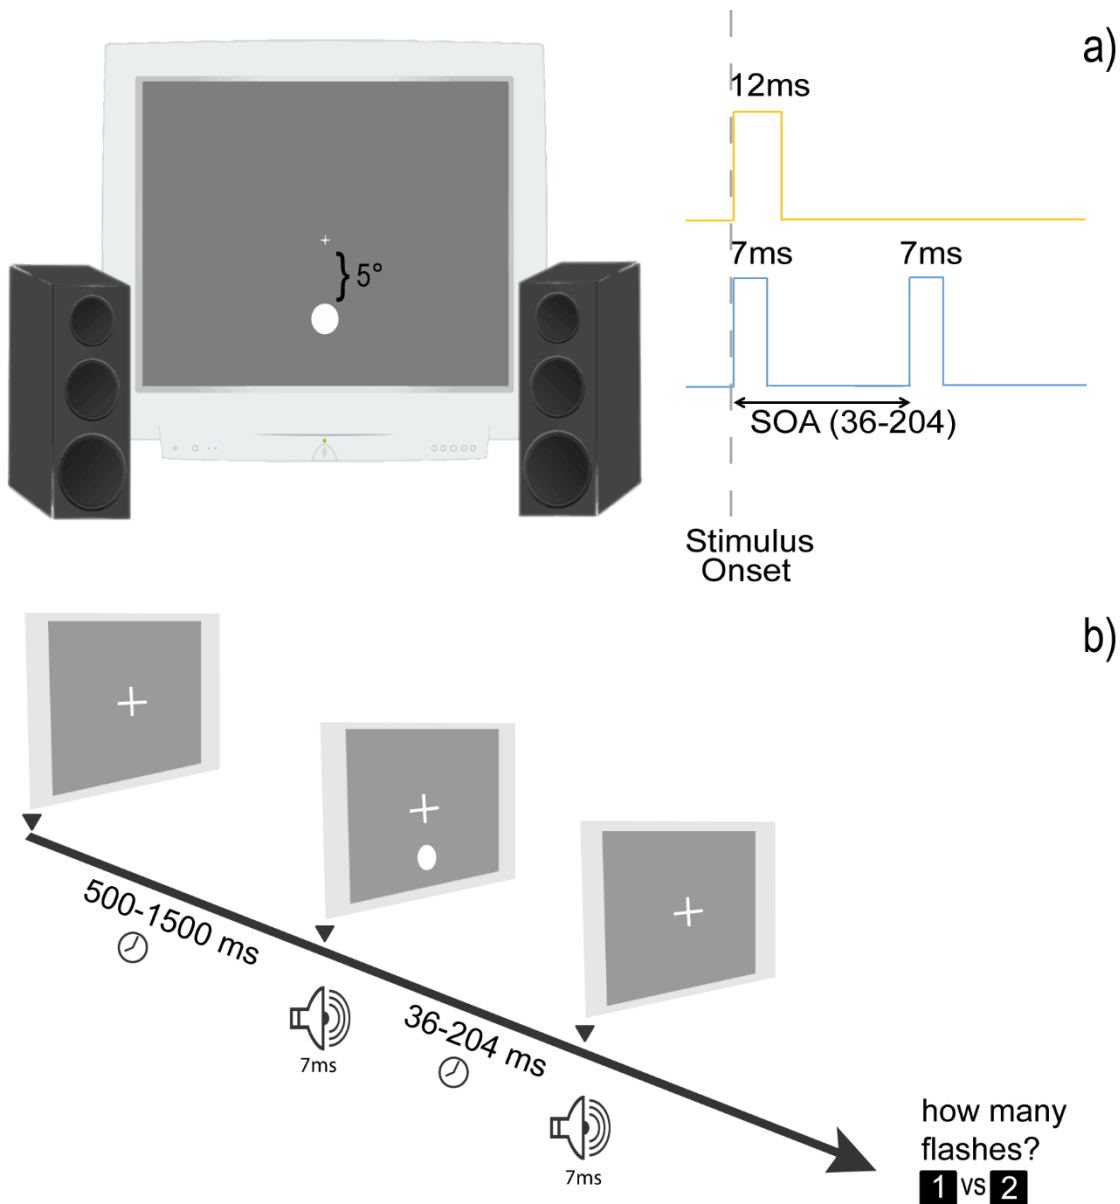 a)
12ms
5°
7ms 7ms
SOA (36-204)
Stimulus
Onset
b)
500-1500 ms
7ms
36-204 ms
7ms
how many
flashes?
1 vs 2